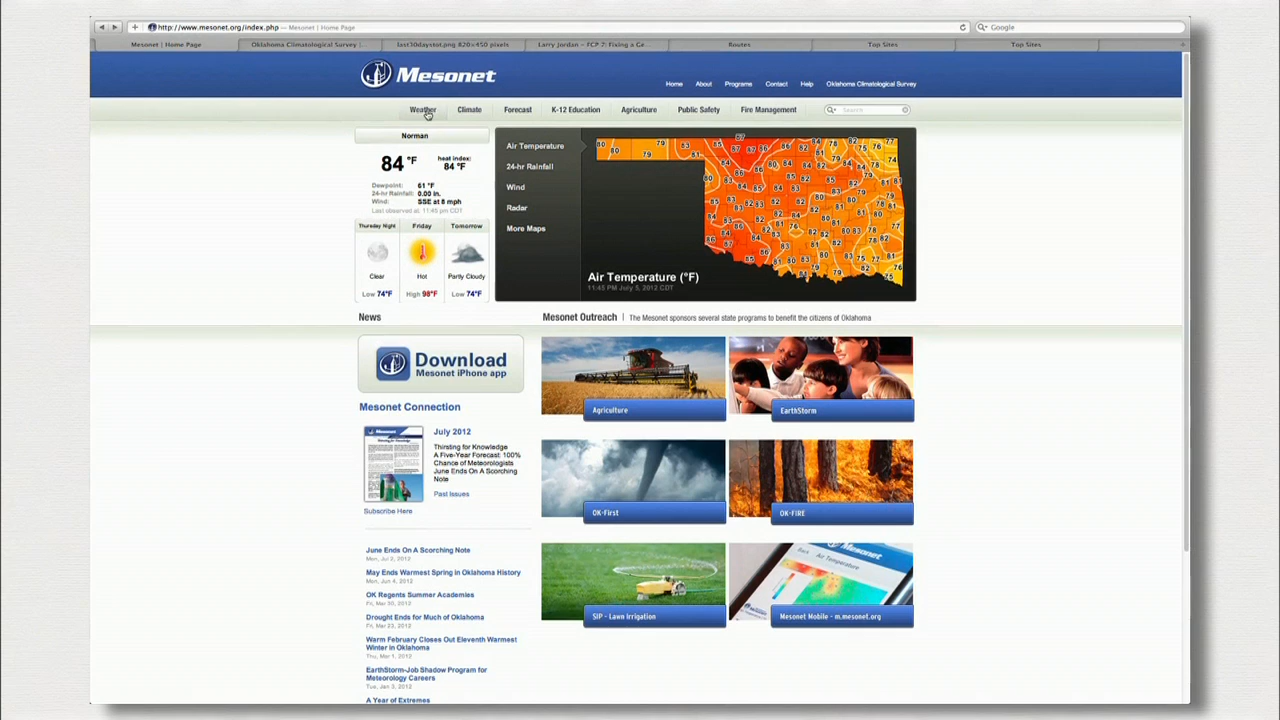 http://www.mesonet.org/index.php — Mesonet | Home Page
Google
Mesonet | Home Page
Oklahoma Climatological Survey |...
last30daystot.png 820×450 pixels
Larry Jordan – FCP 7: Fixing a Ge...
Routes
Top Sites
Top Sites
Mesonet
Home About Programs Contact Help Oklahoma Climatological Survey
Weather Climate Forecast K-12 Education Agriculture Public Safety Fire Management
Search
Norman
84 °F
heat index:
84 °F
Dewpoint: 61 °F
24-hr Rainfall: 0.00 in.
Wind: SSE at 8 mph
Last observed at: 11:45 pm CDT
Thursday Night Friday Tomorrow
Clear Hot Partly Cloudy
Low 74°F High 98°F Low 74°F
Air Temperature
24-hr Rainfall
Wind
Radar
More Maps
Air Temperature (°F)
11:45 PM July 5, 2012 CDT
News
Mesonet Outreach | The Mesonet sponsors several state programs to benefit the citizens of Oklahoma
Download
Mesonet iPhone app
Mesonet Connection
July 2012
Thirsting for Knowledge
A Five-Year Forecast: 100%
Chance of Meteorologists
June Ends On A Scorching
Note
Past Issues
Subscribe Here
June Ends On A Scorching Note
Mon, Jul 2, 2012
May Ends Warmest Spring in Oklahoma History
Mon, Jun 4, 2012
OK Regents Summer Academies
Fri, Mar 30, 2012
Drought Ends for Much of Oklahoma
Fri, Mar 23, 2012
Warm February Closes Out Eleventh Warmest
Winter in Oklahoma
Thu, Mar 1, 2012
EarthStorm-Job Shadow Program for
Meteorology Careers
Tue, Jan 3, 2012
A Year of Extremes
Agriculture
EarthStorm
OK-First
OK-FIRE
SIP - Lawn Irrigation
Mesonet
Back Air Temperature
Mesonet Mobile - m.mesonet.org